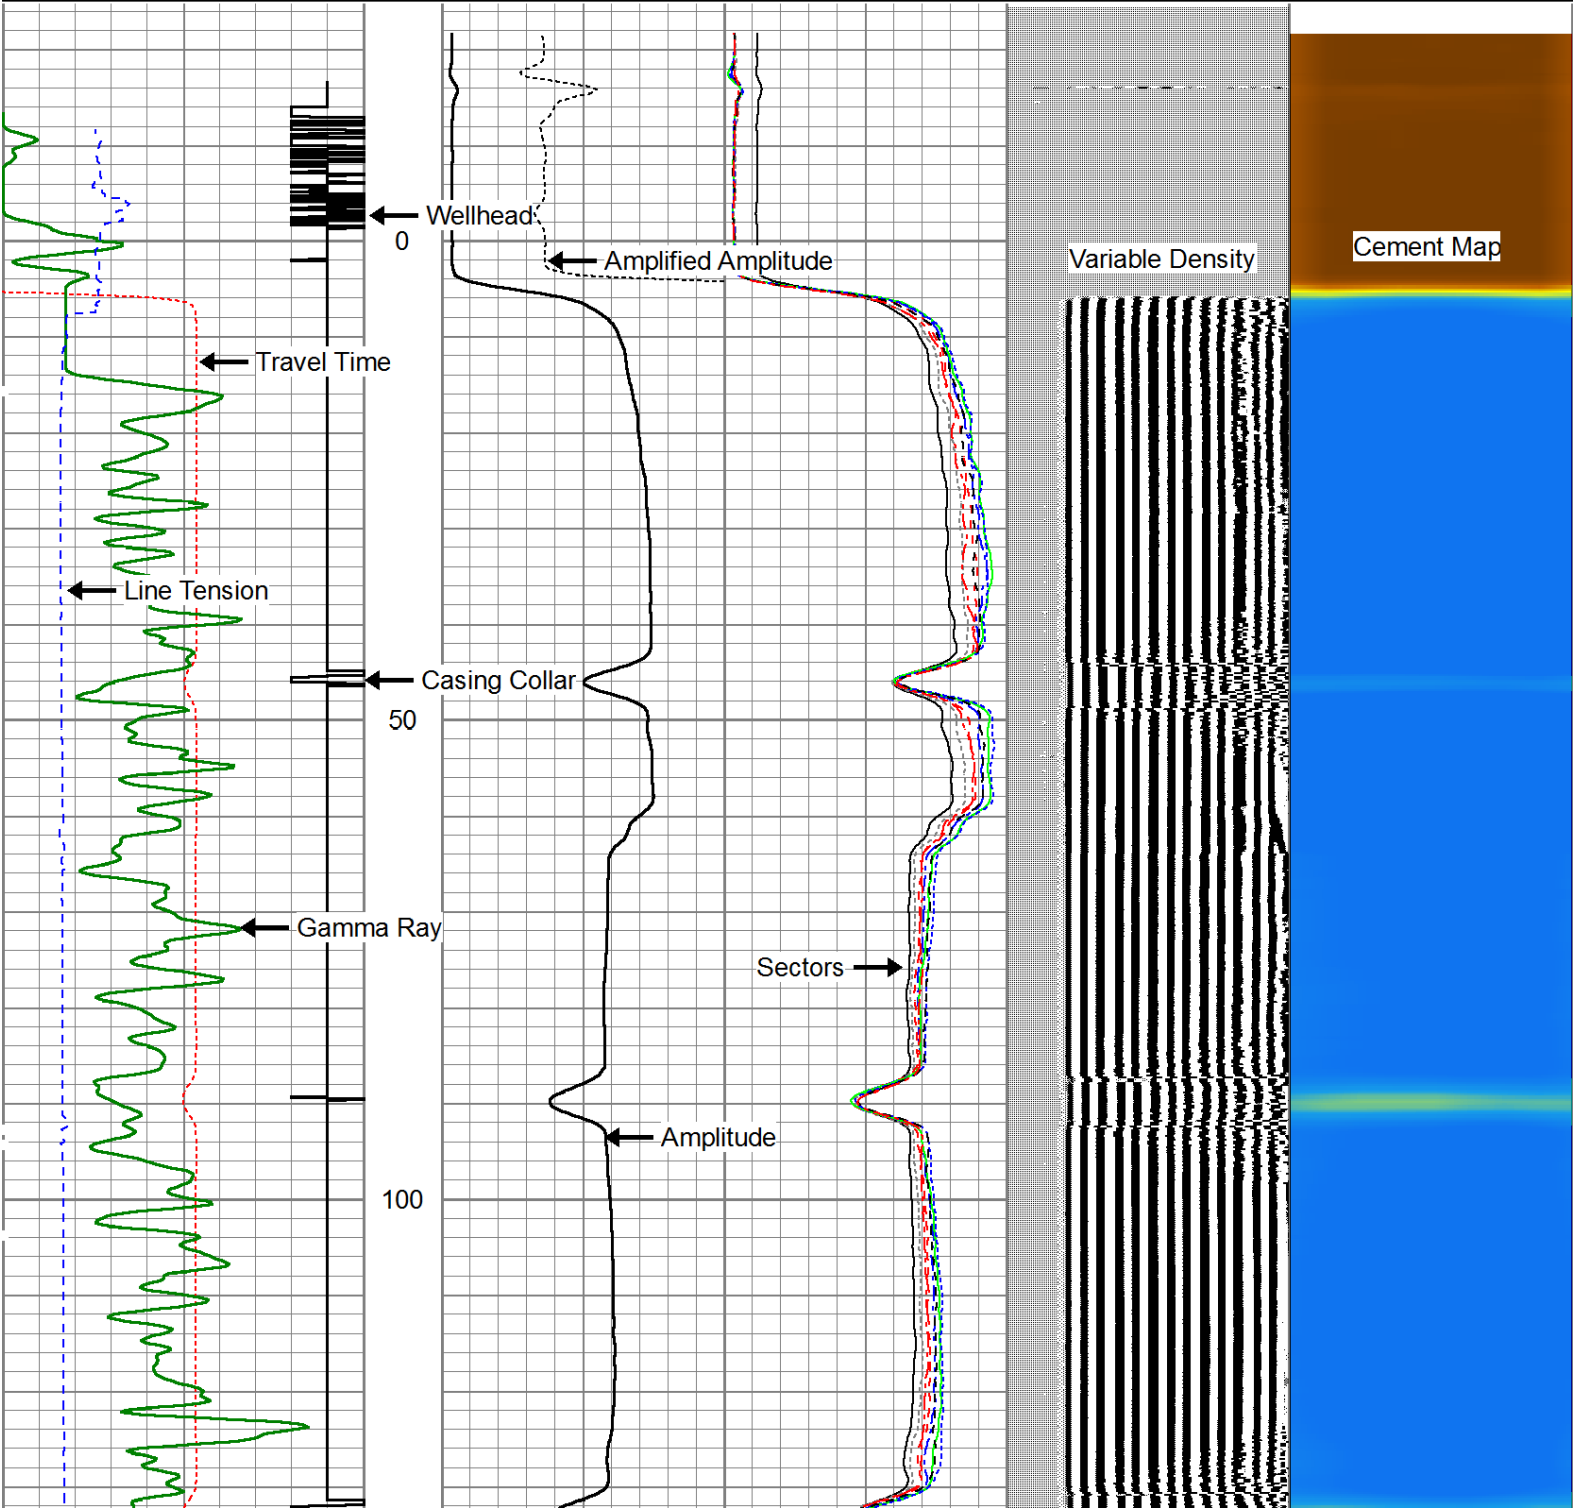 Wellhead
0
Amplified Amplitude
Variable Density
Cement Map
Travel Time
Line Tension
Casing Collar
50
Gamma Ray
Sectors
Amplitude
100